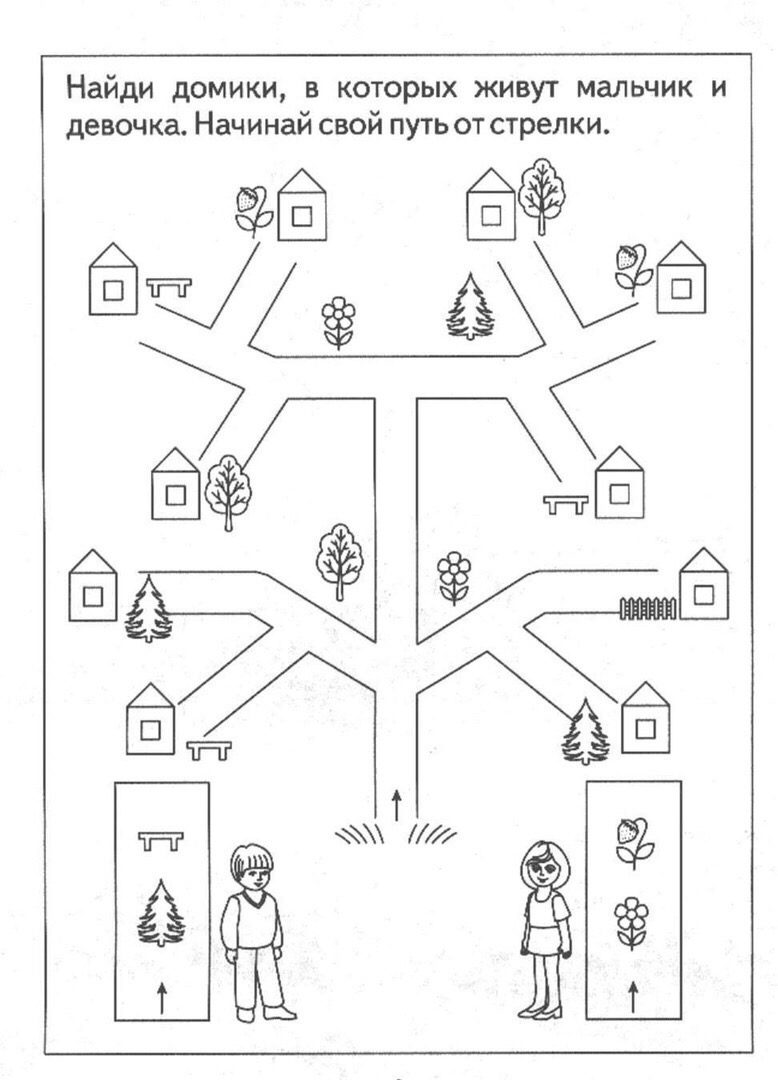 Найди домики, в которых живут мальчик и
девочка. Начинай свой путь от стрелки.